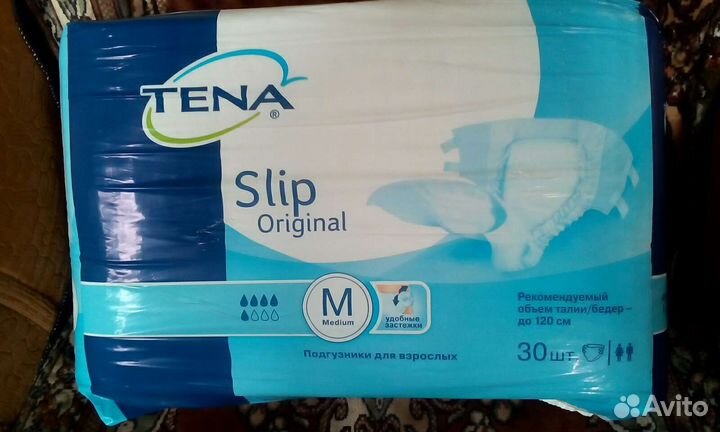 TENA®
Slip
Original
M
Medium
удобные
застежки
Рекомендуемый
объем талии/бедер –
до 120 см
Подгузники для взрослых
30 шт.
Avito